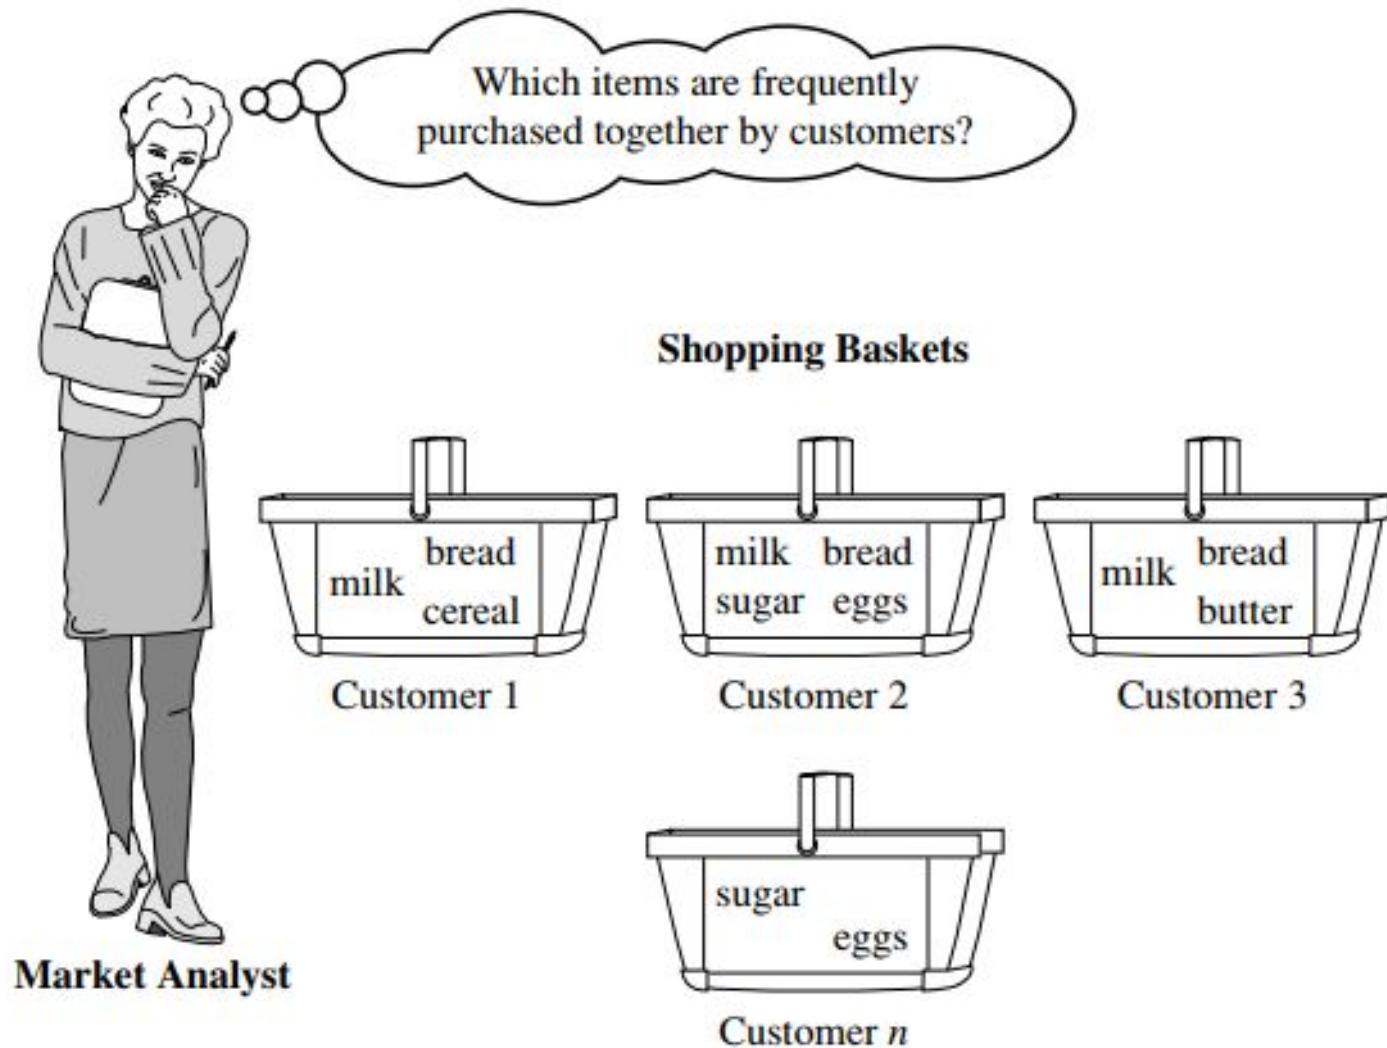 Which items are frequently
purchased together by customers?
Shopping Baskets
milk bread
cereal
Customer 1
milk bread
sugar eggs
Customer 2
milk bread
butter
Customer 3
sugar
eggs
Customer n
Market Analyst